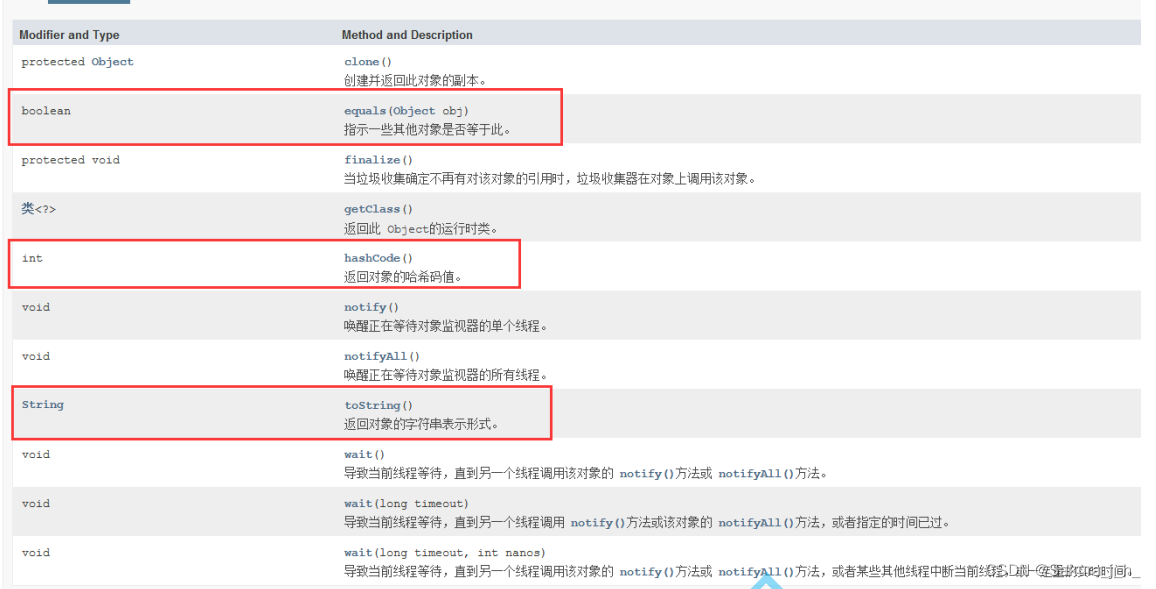 Modifier and Type Method and Description
protected Object clone()
创建并返回此对象的副本。
boolean equals(Object obj)
指示一些其他对象是否等于此。
protected void finalize()
当垃圾收集确定不再有对该对象的引用时，垃圾收集器在对象上调用该对象。
类<?> getClass()
返回此 Object的运行时类。
int hashCode()
返回对象的哈希码值。
void notify()
唤醒正在等待对象监视器的单个线程。
void notifyAll()
唤醒正在等待对象监视器的所有线程。
String toString()
返回对象的字符串表示形式。
void wait()
导致当前线程等待，直到另一个线程调用该对象的 notify()方法或 notifyAll()方法。
void wait(long timeout)
导致当前线程等待，直到另一个线程调用 notify()方法或该对象的 notifyAll()方法，或者指定的时间已过。
void wait(long timeout, int nanos)
导致当前线程等待，直到另一个线程调用该对象的 notify()方法或 notifyAll()方法，或者某些其他线程中断当前线程，或一定量的实时时间。